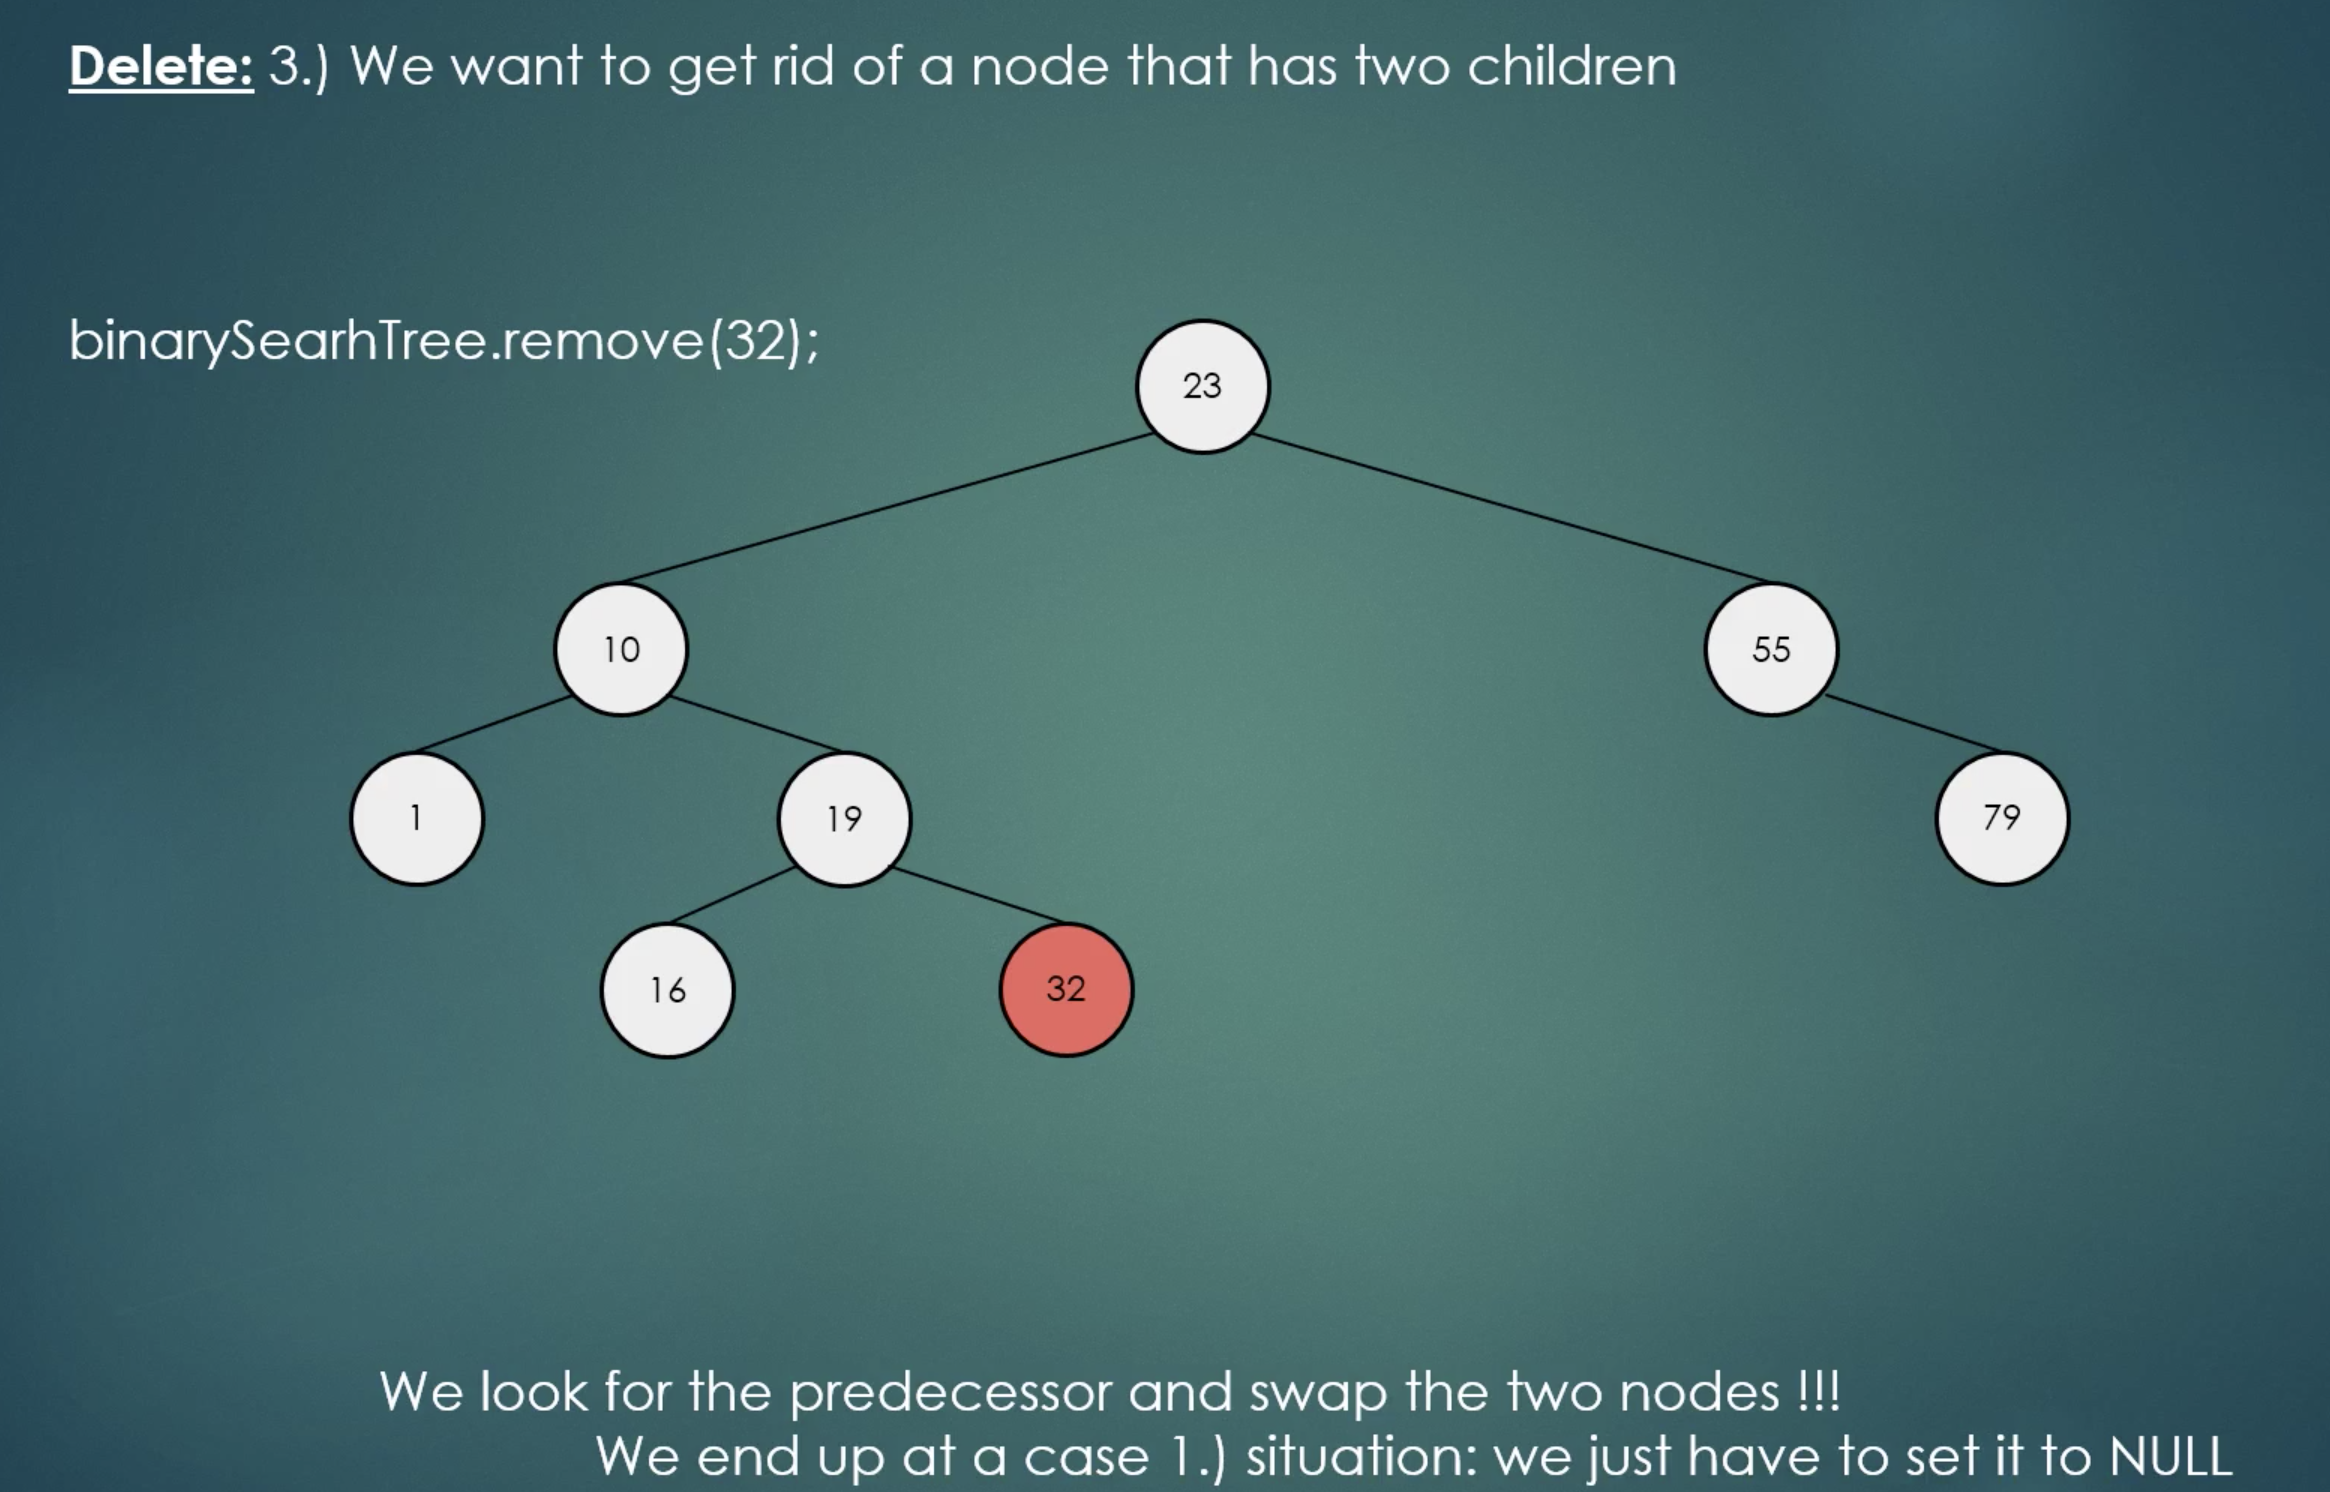 Delete: 3.) We want to get rid of a node that has two children
binarySearhTree.remove(32);
23
10
55
1
19
79
16
32
We look for the predecessor and swap the two nodes !!!
We end up at a case 1.) situation: we just have to set it to NULL